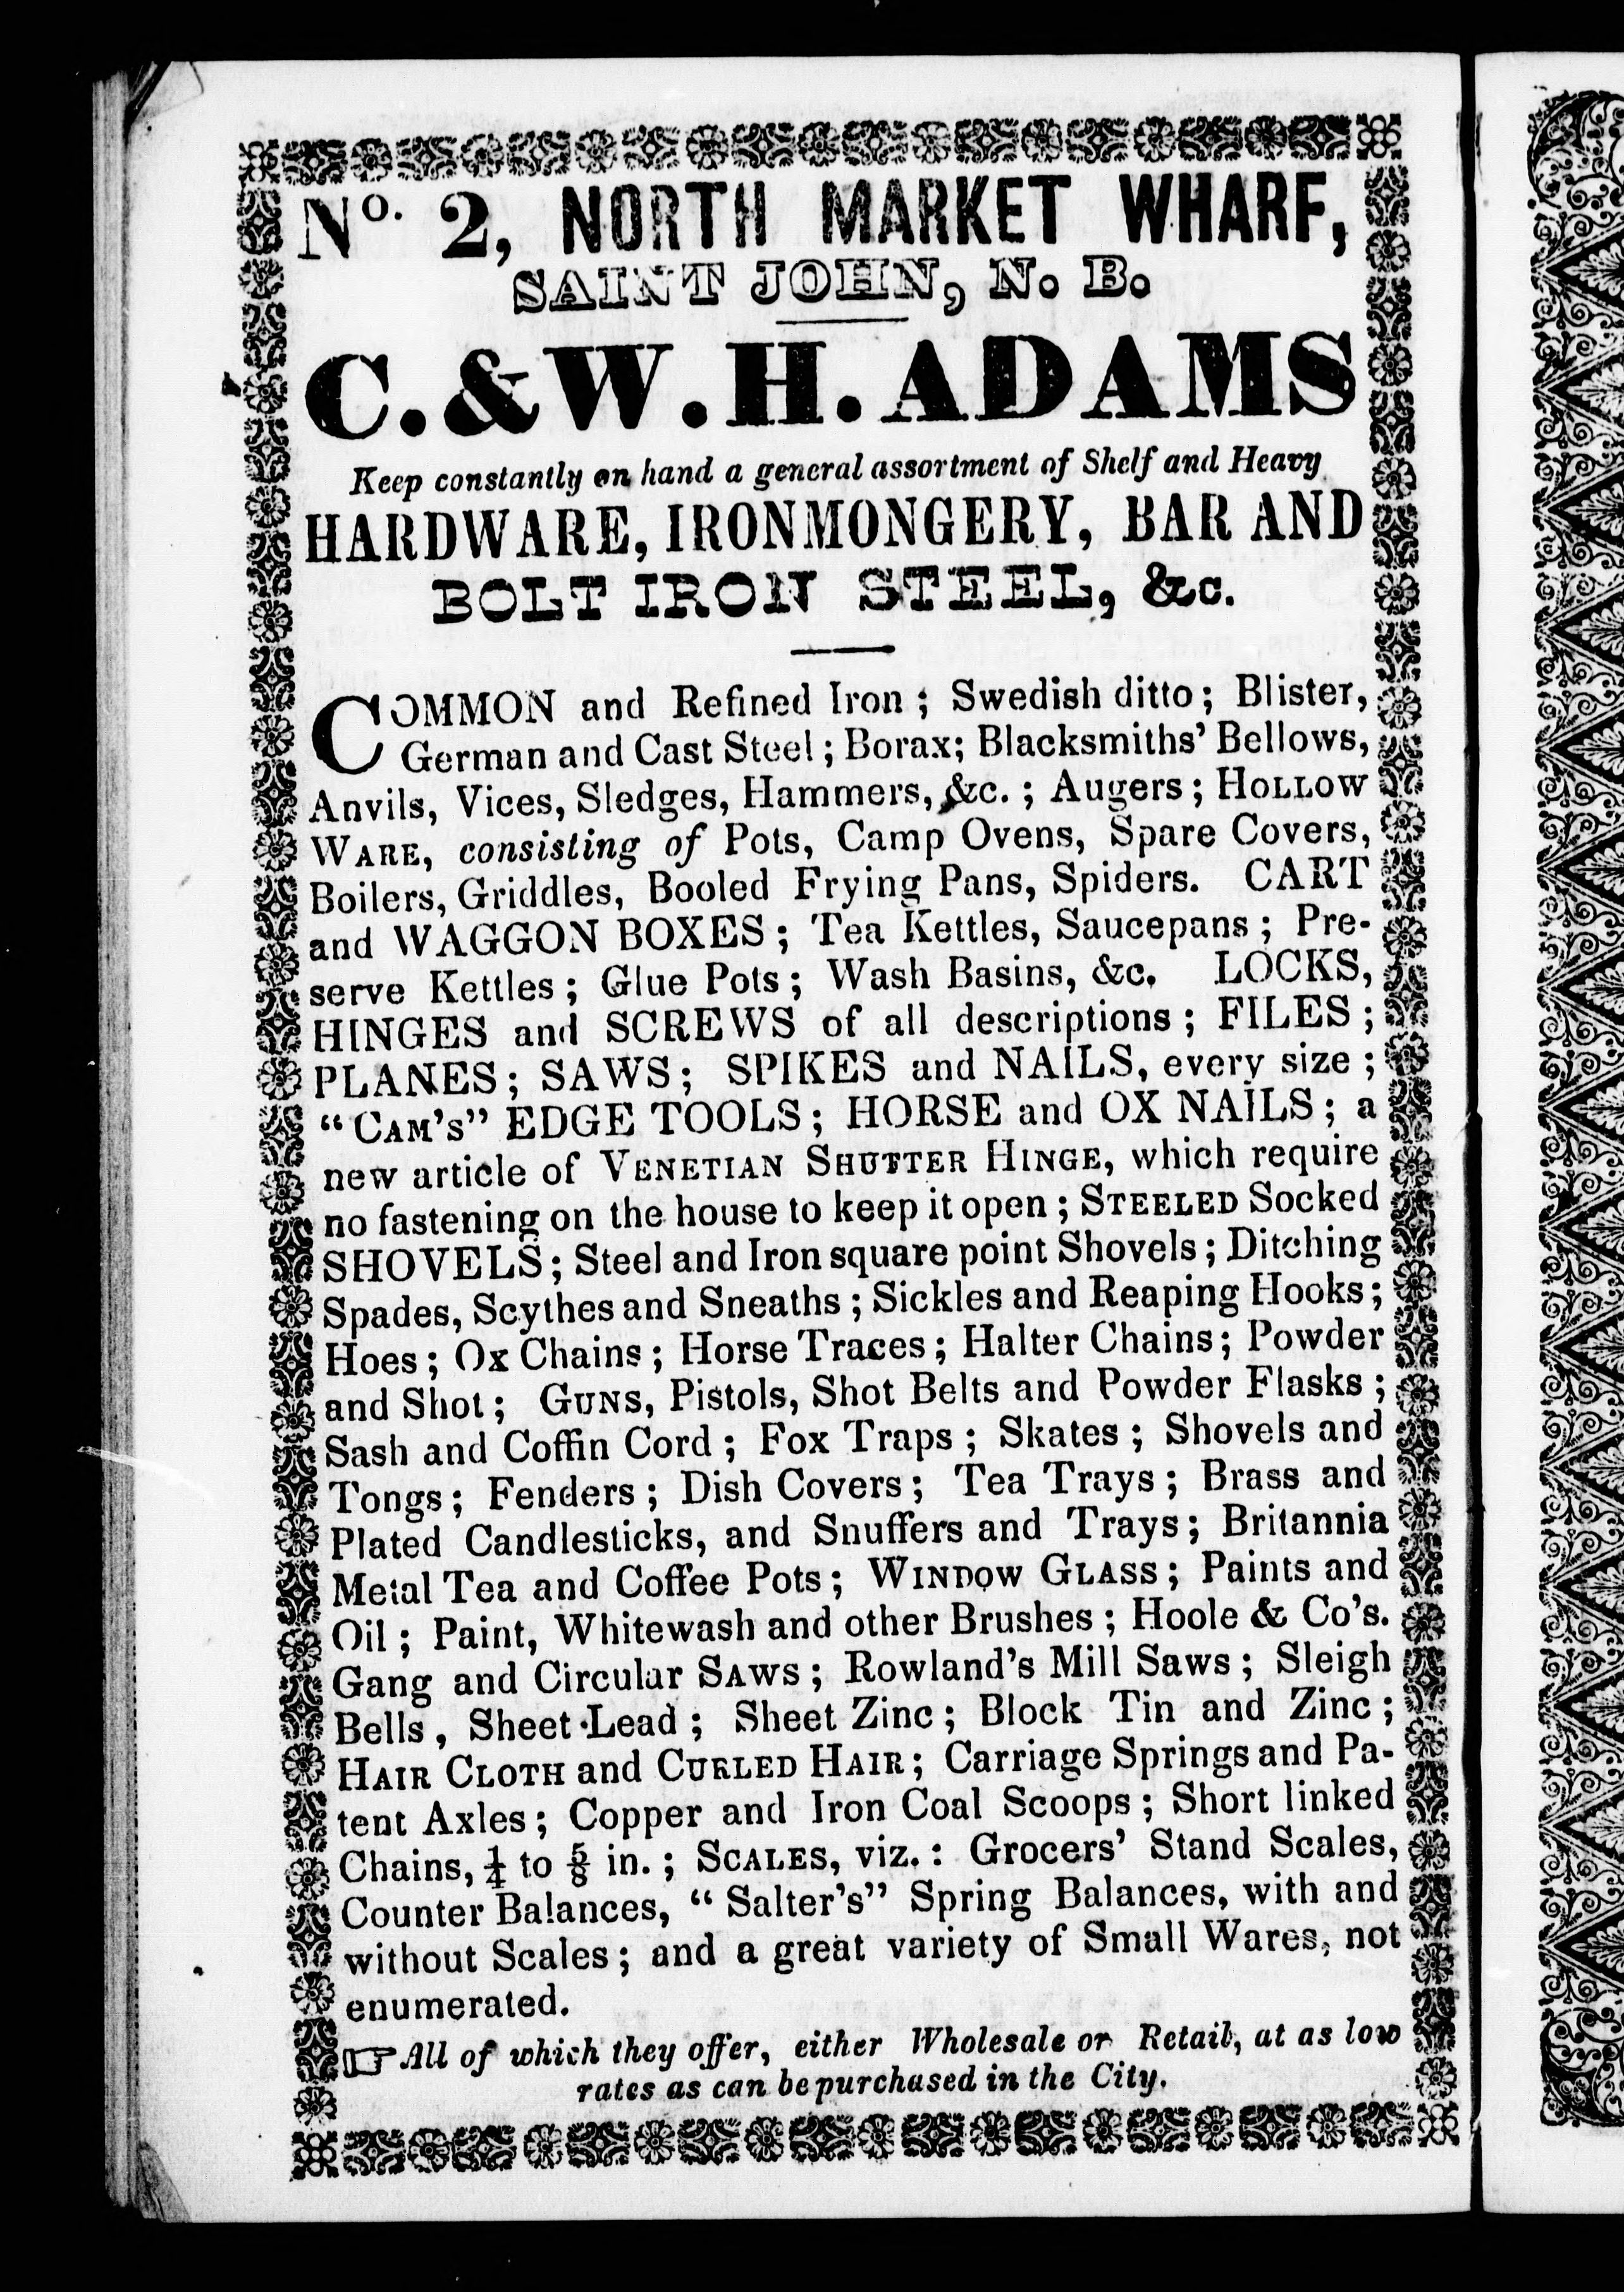 No. 2, NORTH MARKET WHARF,
SAINT JOHN, N. B.
C. & W. H. ADAMS
Keep constantly on hand a general assortment of Shelf and Heavy
HARDWARE, IRONMONGERY, BAR AND
BOLT IRON STEEL, &c.
COMMON and Refined Iron ; Swedish ditto ; Blister,
German and Cast Steel ; Borax ; Blacksmiths' Bellows,
Anvils, Vices, Sledges, Hammers, &c. ; Augers ; HOLLOW
WARE, consisting of Pots, Camp Ovens, Spare Covers,
Boilers, Griddles, Booled Frying Pans, Spiders. CART
and WAGGON BOXES ; Tea Kettles, Saucepans ; Pre-
serve Kettles ; Glue Pots ; Wash Basins, &c. LOCKS,
HINGES and SCREWS of all descriptions ; FILES ;
PLANES ; SAWS ; SPIKES and NAILS, every size ;
"CAM'S" EDGE TOOLS ; HORSE and OX NAILS ; a
new article of VENETIAN SHUTTER HINGE, which require
no fastening on the house to keep it open ; STEELED Socked
SHOVELS ; Steel and Iron square point Shovels ; Ditching
Spades, Scythes and Sneaths ; Sickles and Reaping Hooks ;
Hoes ; Ox Chains ; Horse Traces ; Halter Chains ; Powder
and Shot ; GUNS, Pistols, Shot Belts and Powder Flasks ;
Sash and Coffin Cord ; Fox Traps ; Skates ; Shovels and
Tongs ; Fenders ; Dish Covers ; Tea Trays ; Brass and
Plated Candlesticks, and Snuffers and Trays ; Britannia
Metal Tea and Coffee Pots ; WINDOW GLASS ; Paints and
Oil ; Paint, Whitewash and other Brushes ; Hoole & Co's.
Gang and Circular SAWS ; Rowland's Mill Saws ; Sleigh
Bells, Sheet Lead ; Sheet Zinc ; Block Tin and Zinc ;
HAIR CLOTH and CURLED HAIR ; Carriage Springs and Pa-
tent Axles ; Copper and Iron Coal Scoops ; Short linked
Chains, ¼ to ⅝ in. ; SCALES, viz. : Grocers' Stand Scales,
Counter Balances, "Salter's" Spring Balances, with and
without Scales ; and a great variety of Small Wares, not
enumerated.
☞ All of which they offer, either Wholesale or Retail, at as low
rates as can be purchased in the City.